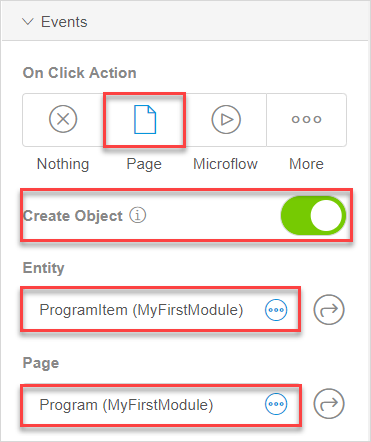 Events
On Click Action
Nothing Page Microflow More
Create Object
Entity
ProgramItem (MyFirstModule)
Page
Program (MyFirstModule)